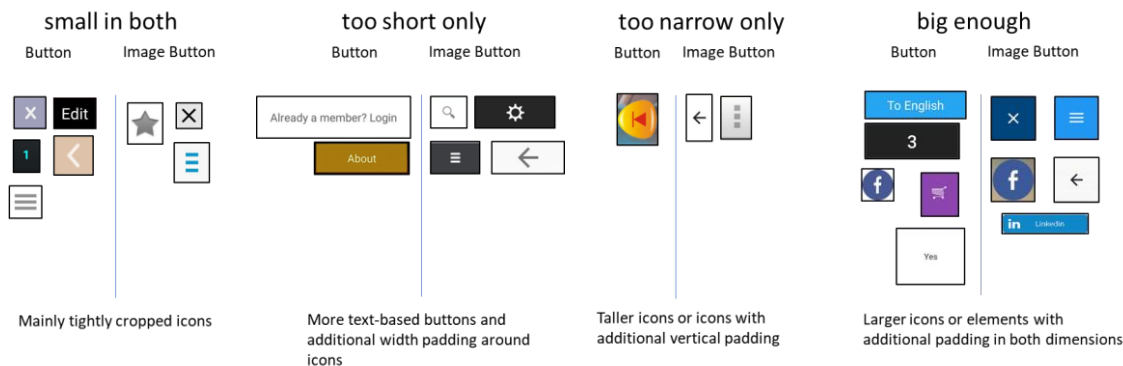 small in both
Button
Image Button
X
Edit
1
Mainly tightly cropped icons
too short only
Button
Image Button
Already a member? Login
About
More text-based buttons and
additional width padding around
icons
too narrow only
Button
Image Button
Taller icons or icons with
additional vertical padding
big enough
Button
Image Button
To English
3
f
Yes
f
in Linkedin
Larger icons or elements with
additional padding in both dimensions